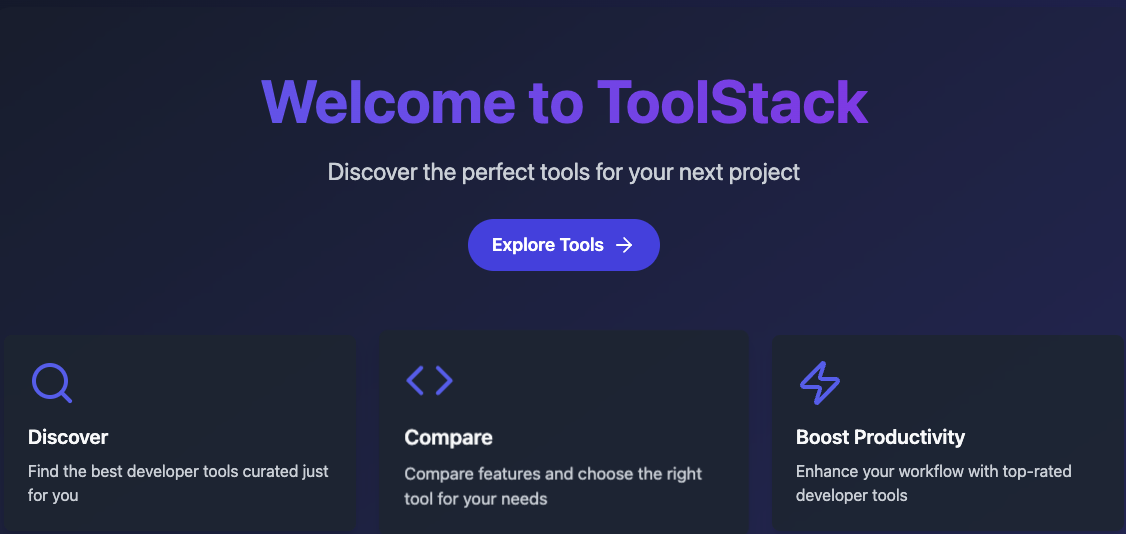 Welcome to ToolStack
Discover the perfect tools for your next project
Explore Tools
Discover
Find the best developer tools curated just
for you
Compare
Compare features and choose the right
tool for your needs
Boost Productivity
Enhance your workflow with top-rated
developer tools